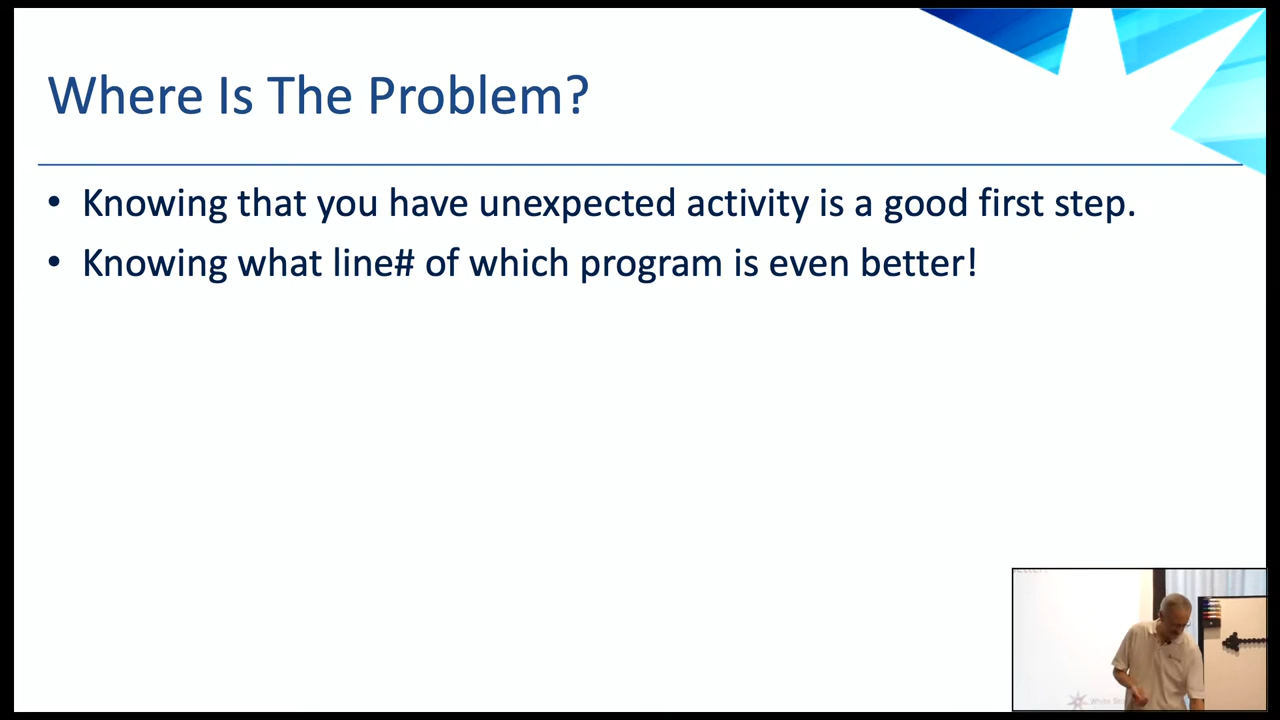 Where Is The Problem?
• Knowing that you have unexpected activity is a good first step.
• Knowing what line# of which program is even better!
White